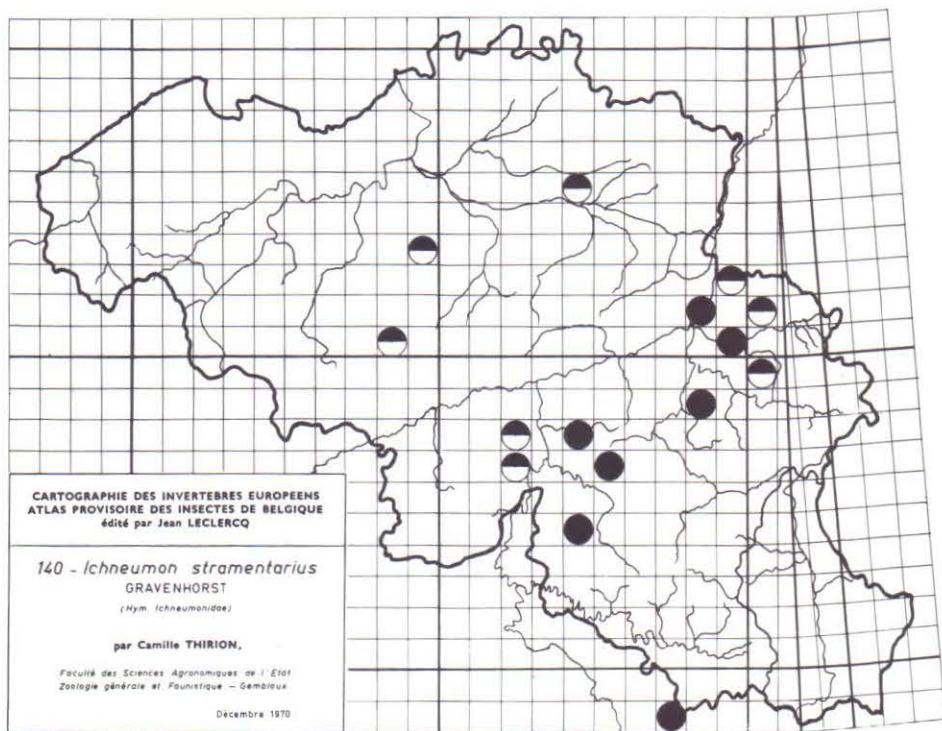 CARTOGRAPHIE DES INVERTEBRES EUROPEENS
ATLAS PROVISOIRE DES INSECTES DE BELGIQUE
édité par Jean LECLERCQ
140 - Ichneumon stramentarius
GRAVENHORST
(Hym. Ichneumonidae)
par Camille THIRION,
Faculté des Sciences Agronomiques de l'Etat
Zoologie générale et Faunistique – Gembloux
Décembre 1970